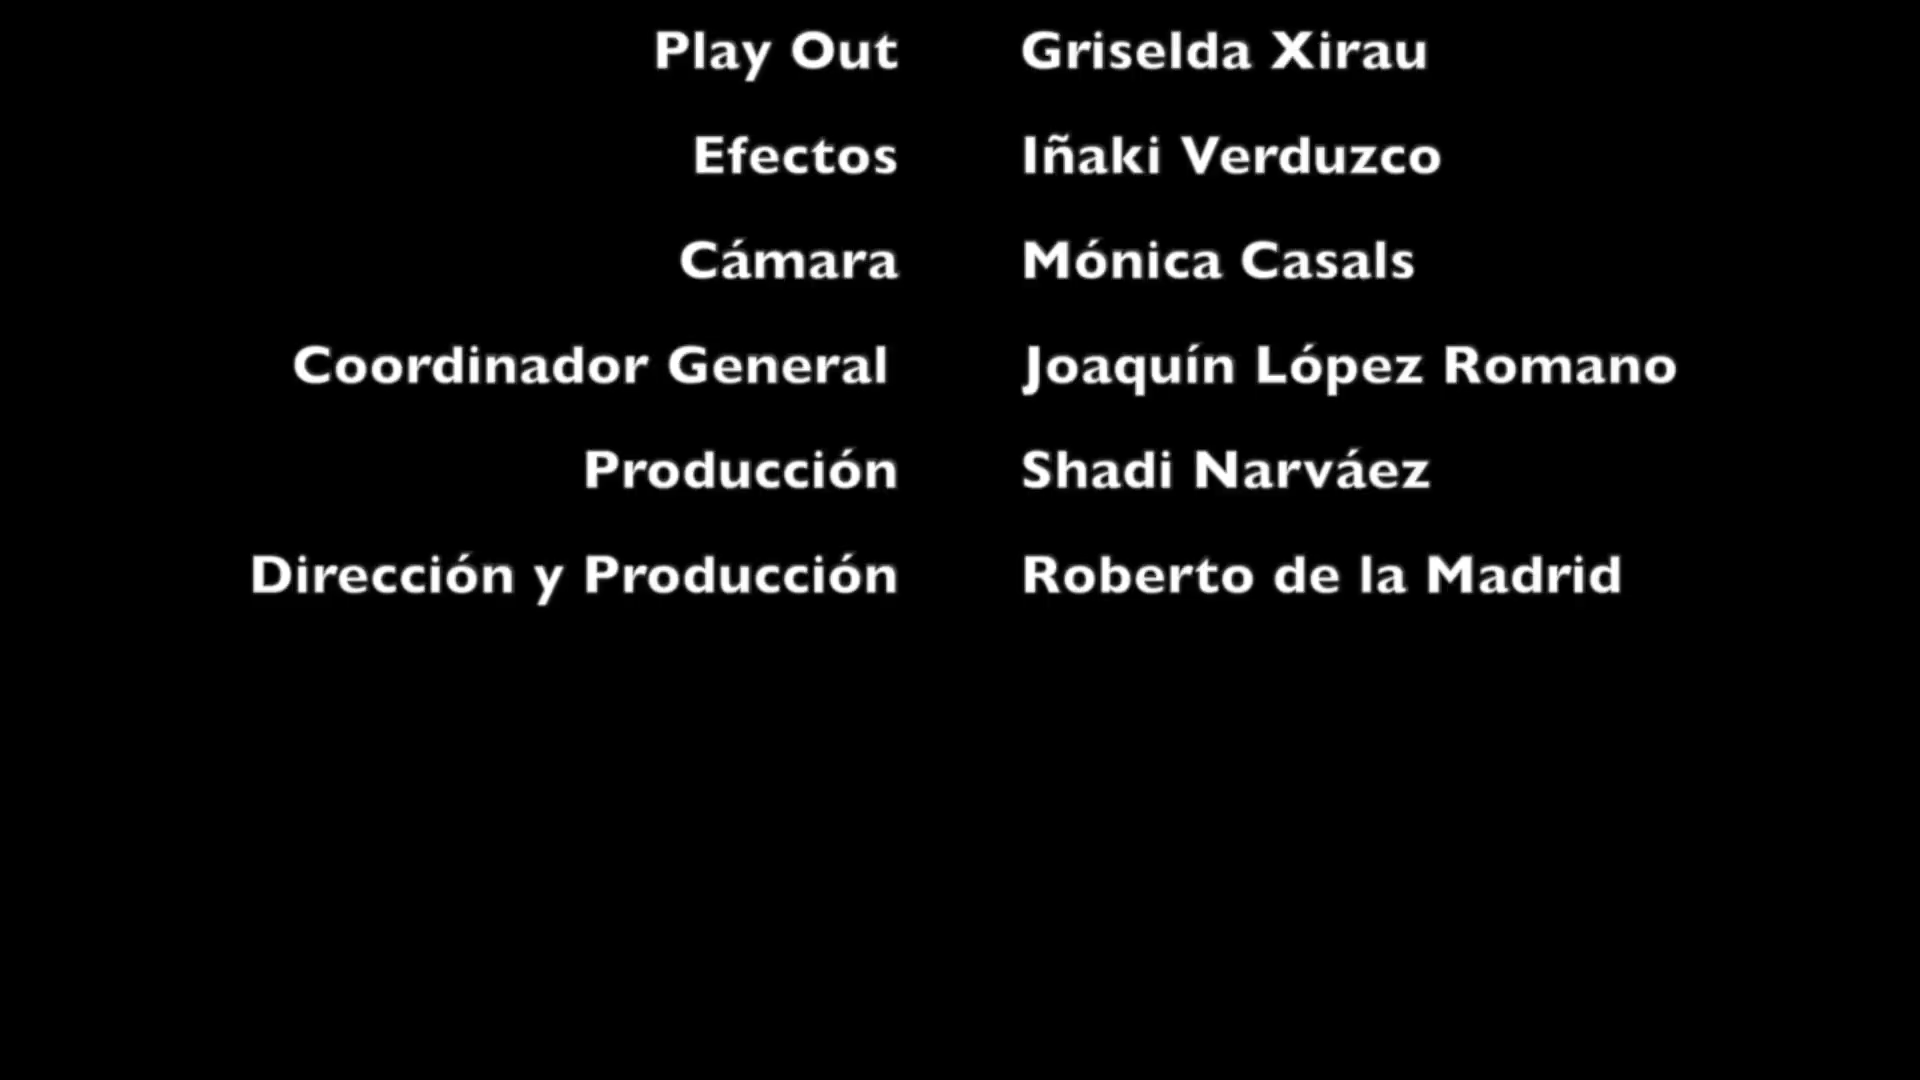 Play Out Griselda Xirau
Efectos Iñaki Verduzco
Cámara Mónica Casals
Coordinador General Joaquín López Romano
Producción Shadi Narváez
Dirección y Producción Roberto de la Madrid